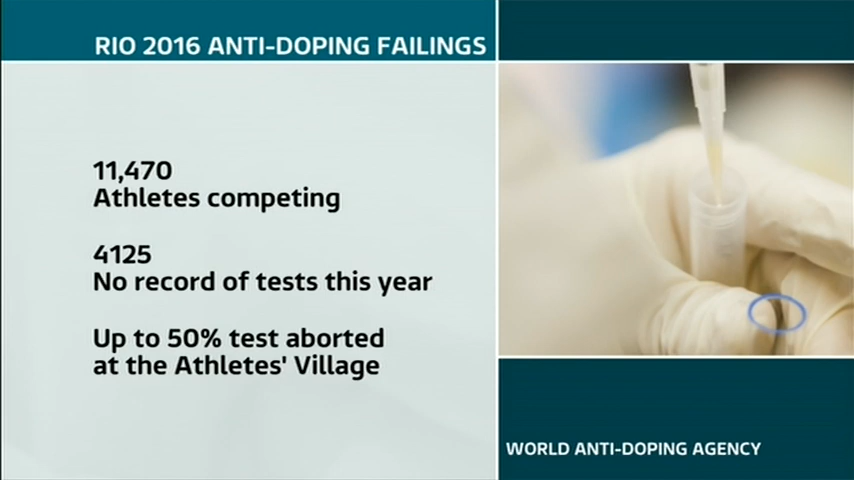 RIO 2016 ANTI-DOPING FAILINGS
11,470
Athletes competing
4125
No record of tests this year
Up to 50% test aborted
at the Athletes' Village
WORLD ANTI-DOPING AGENCY